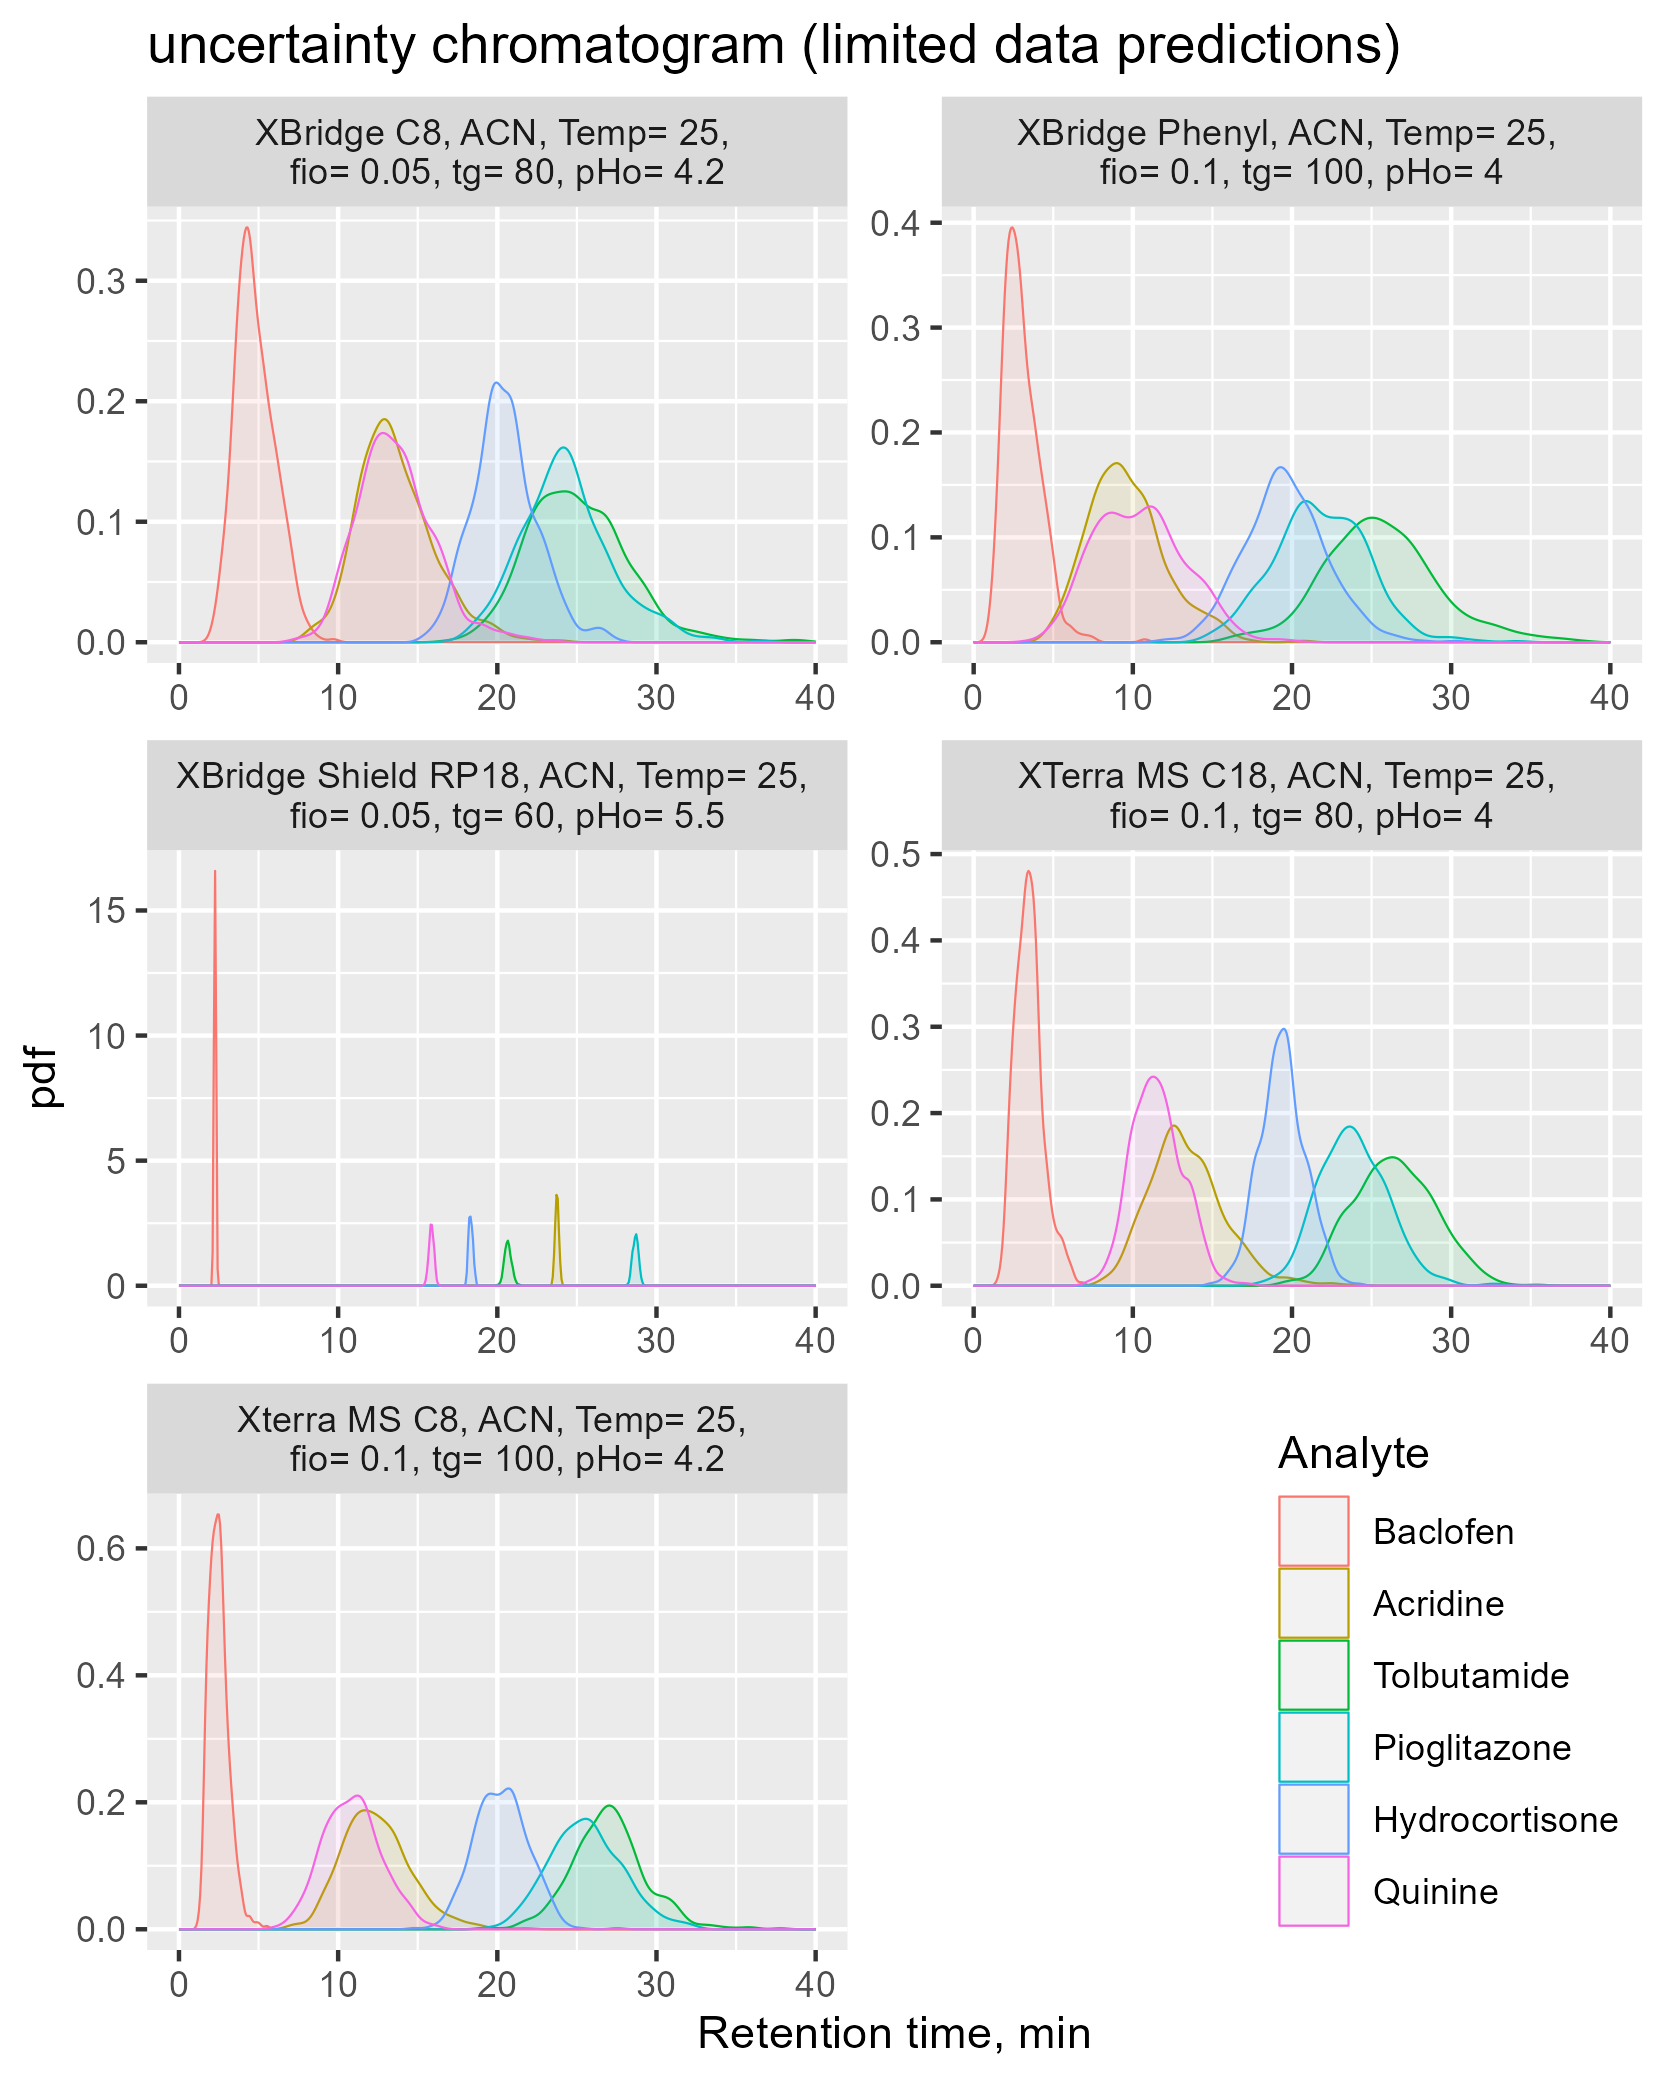 uncertainty chromatogram (limited data predictions)
XBridge C8, ACN, Temp= 25,
fio= 0.05, tg= 80, pHo= 4.2
0.3
0.2
0.1
0.0
0 10 20 30 40
XBridge Phenyl, ACN, Temp= 25,
fio= 0.1, tg= 100, pHo= 4
0.4
0.3
0.2
0.1
0.0
0 10 20 30 40
XBridge Shield RP18, ACN, Temp= 25,
fio= 0.05, tg= 60, pHo= 5.5
15
10
5
0
0 10 20 30 40
XTerra MS C18, ACN, Temp= 25,
fio= 0.1, tg= 80, pHo= 4
0.5
0.4
0.3
0.2
0.1
0.0
0 10 20 30 40
Xterra MS C8, ACN, Temp= 25,
fio= 0.1, tg= 100, pHo= 4.2
0.6
0.4
0.2
0.0
0 10 20 30 40
pdf
Retention time, min
Analyte
Baclofen
Acridine
Tolbutamide
Pioglitazone
Hydrocortisone
Quinine